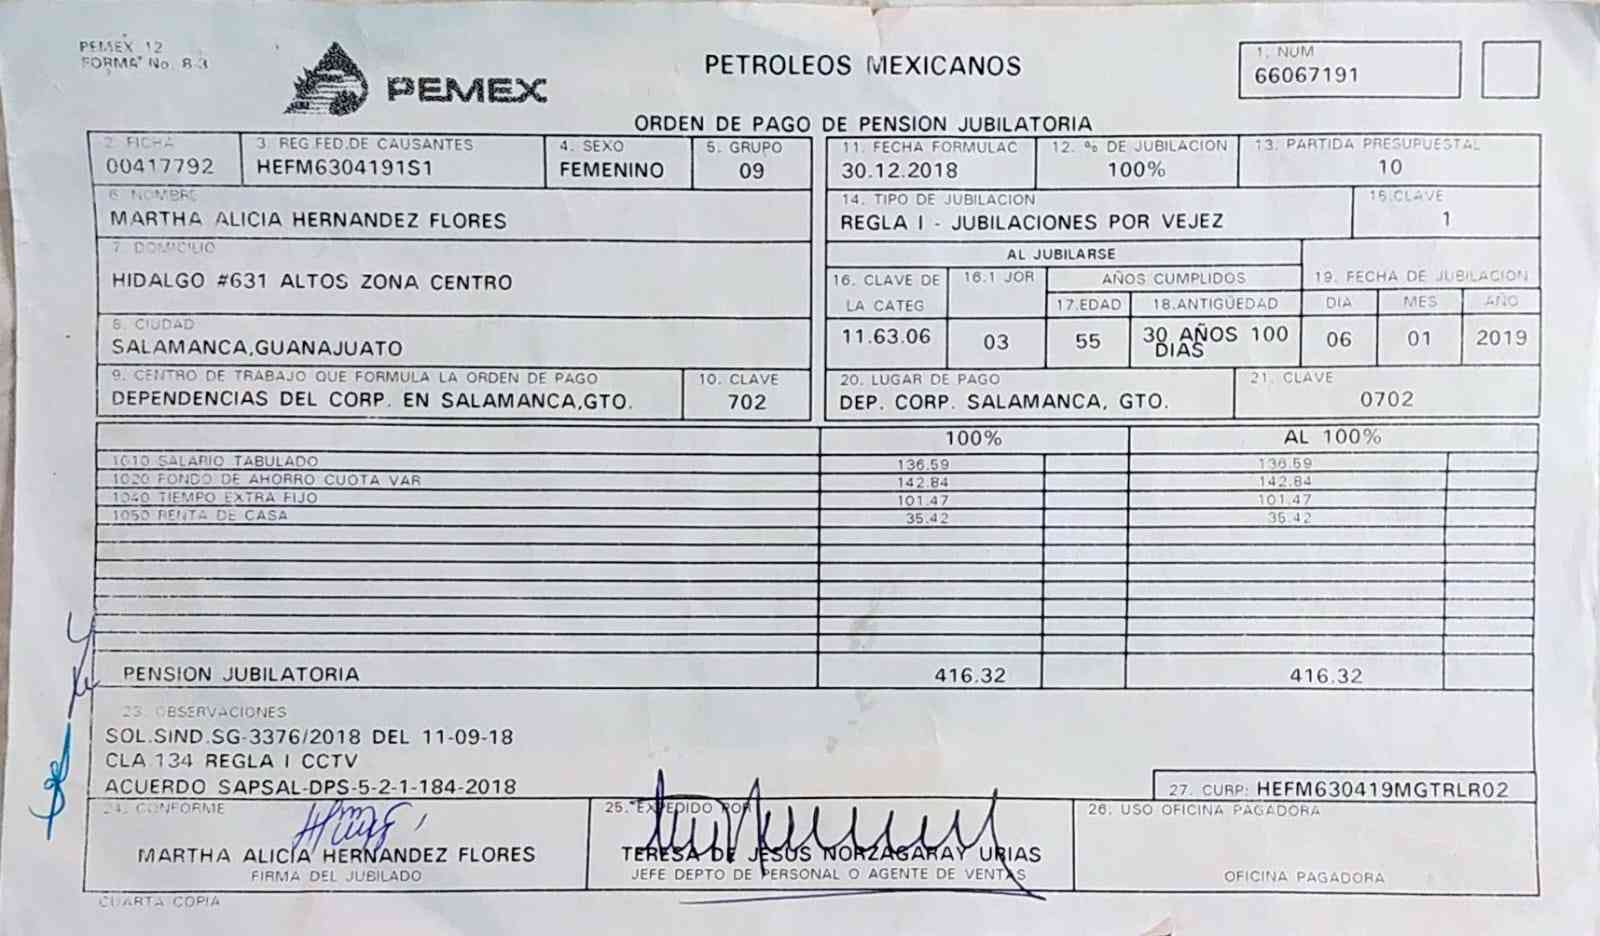 PEMEX 12
FORMA No. 8-3
PEMEX
PETROLEOS MEXICANOS
1. NUM
66067191
ORDEN DE PAGO DE PENSION JUBILATORIA
2. FICHA
00417792
3. REG.FED.DE CAUSANTES
HEFM6304191S1
4. SEXO
FEMENINO
5. GRUPO
09
11. FECHA FORMULAC
30.12.2018
12. % DE JUBILACION
100%
13. PARTIDA PRESUPUESTAL
10
6. NOMBRE
MARTHA ALICIA HERNANDEZ FLORES
14. TIPO DE JUBILACION
REGLA I - JUBILACIONES POR VEJEZ
15.CLAVE
1
7. DOMICILIO
HIDALGO #631 ALTOS ZONA CENTRO
AL JUBILARSE
16. CLAVE DE
LA CATEG
11.63.06
16.1 JOR
03
AÑOS CUMPLIDOS
17.EDAD
55
18.ANTIGÜEDAD
30 AÑOS 100
DIAS
19. FECHA DE JUBILACION
DIA MES AÑO
06 01 2019
8. CIUDAD
SALAMANCA,GUANAJUATO
9. CENTRO DE TRABAJO QUE FORMULA LA ORDEN DE PAGO
DEPENDENCIAS DEL CORP. EN SALAMANCA,GTO.
10. CLAVE
702
20. LUGAR DE PAGO
DEP. CORP. SALAMANCA, GTO.
21. CLAVE
0702
100% AL 100%
1010 SALARIO TABULADO 136.59 136.59
1020 FONDO DE AHORRO CUOTA VAR 142.84 142.84
1040 TIEMPO EXTRA FIJO 101.47 101.47
1050 RENTA DE CASA 35.42 35.42
PENSION JUBILATORIA 416.32 416.32
23. OBSERVACIONES
SOL.SIND.SG-3376/2018 DEL 11-09-18
CLA.134 REGLA I CCTV
ACUERDO SAPSAL-DPS-5-2-1-184-2018
27. CURP: HEFM630419MGTRLR02
24. CONFORME
MARTHA ALICIA HERNANDEZ FLORES
FIRMA DEL JUBILADO
25. EXPEDIDO POR
TERESA DE JESUS NORZAGARAY URIAS
JEFE DEPTO DE PERSONAL O AGENTE DE VENTAS
26. USO OFICINA PAGADORA
OFICINA PAGADORA
CUARTA COPIA